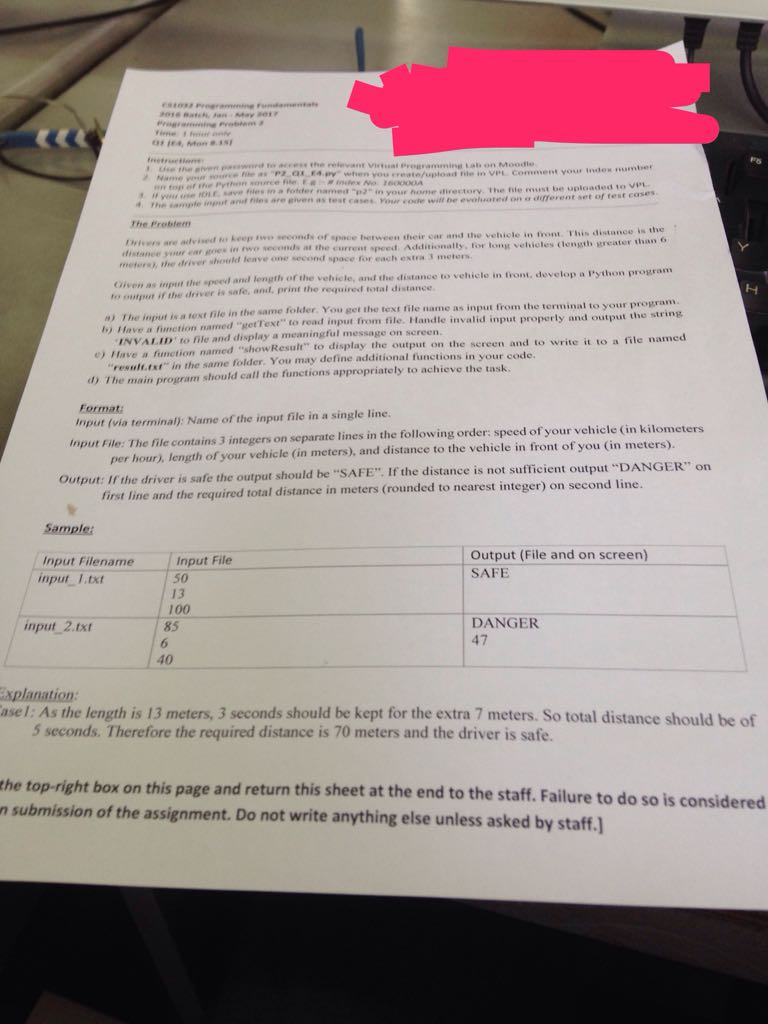 CS1032 Programming Fundamentals
2016 Batch, Jan - May 2017
Programming Problem 2
Time: 1 hour only
Q1 [E4, Mon 8.15]
Instructions:
1. Use the given password to access the relevant Virtual Programming Lab on Moodle.
2. Name your source file as "P2_Q1_E4.py" when you create/upload file in VPL. Comment your index number
on top of the Python source file. E.g :- # Index No. 160000A
3. If you use IDLE, save files in a folder named "p2" in your home directory. The file must be uploaded to VPL.
4. The sample input and files are given as test cases. Your code will be evaluated on a different set of test cases.
The Problem
Drivers are advised to keep two seconds of space between their car and the vehicle in front. This distance is the
distance your car goes in two seconds at the current speed. Additionally, for long vehicles (length greater than 6
meters), the driver should leave one second space for each extra 3 meters.
Given as input the speed and length of the vehicle, and the distance to vehicle in front, develop a Python program
to output if the driver is safe, and, print the required total distance.
a) The input is a text file in the same folder. You get the text file name as input from the terminal to your program.
b) Have a function named "getText" to read input from file. Handle invalid input properly and output the string
'INVALID' to file and display a meaningful message on screen.
c) Have a function named "showResult" to display the output on the screen and to write it to a file named
"result.txt" in the same folder. You may define additional functions in your code.
d) The main program should call the functions appropriately to achieve the task.
Format:
Input (via terminal): Name of the input file in a single line.
Input File: The file contains 3 integers on separate lines in the following order: speed of your vehicle (in kilometers
per hour), length of your vehicle (in meters), and distance to the vehicle in front of you (in meters).
Output: If the driver is safe the output should be "SAFE". If the distance is not sufficient output "DANGER" on
first line and the required total distance in meters (rounded to nearest integer) on second line.
Sample:
Input Filename Input File Output (File and on screen)
input_1.txt 50 SAFE
13
100
input_2.txt 85 DANGER
6 47
40
Explanation:
ase1: As the length is 13 meters, 3 seconds should be kept for the extra 7 meters. So total distance should be of
5 seconds. Therefore the required distance is 70 meters and the driver is safe.
the top-right box on this page and return this sheet at the end to the staff. Failure to do so is considered
n submission of the assignment. Do not write anything else unless asked by staff.]
F5
Y
H